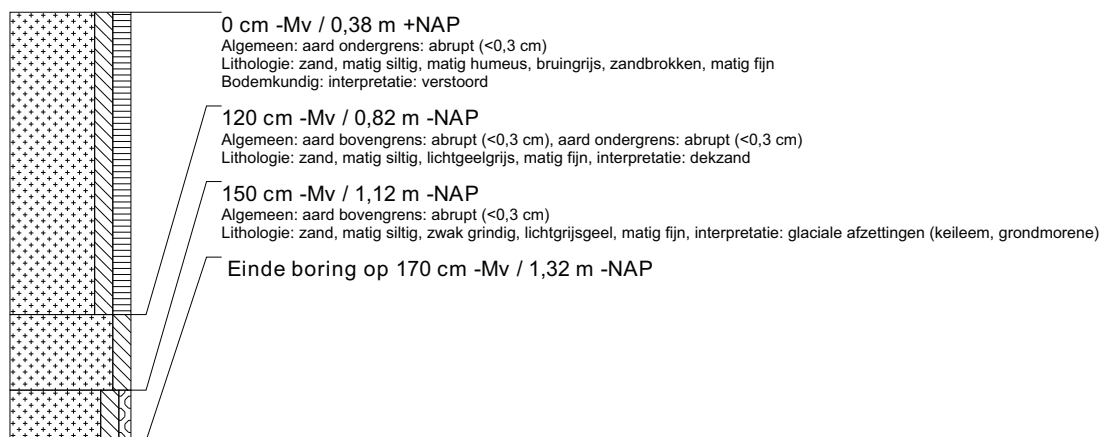 0 cm -Mv / 0,38 m +NAP
Algemeen: aard ondergrens: abrupt (<0,3 cm)
Lithologie: zand, matig siltig, matig humeus, bruingrijs, zandbrokken, matig fijn
Bodemkundig: interpretatie: verstoord
120 cm -Mv / 0,82 m -NAP
Algemeen: aard bovengrens: abrupt (<0,3 cm), aard ondergrens: abrupt (<0,3 cm)
Lithologie: zand, matig siltig, lichtgeelgrijs, matig fijn, interpretatie: dekzand
150 cm -Mv / 1,12 m -NAP
Algemeen: aard bovengrens: abrupt (<0,3 cm)
Lithologie: zand, matig siltig, zwak grindig, lichtgrijsgeel, matig fijn, interpretatie: glaciale afzettingen (keileem, grondmorene)
Einde boring op 170 cm -Mv / 1,32 m -NAP